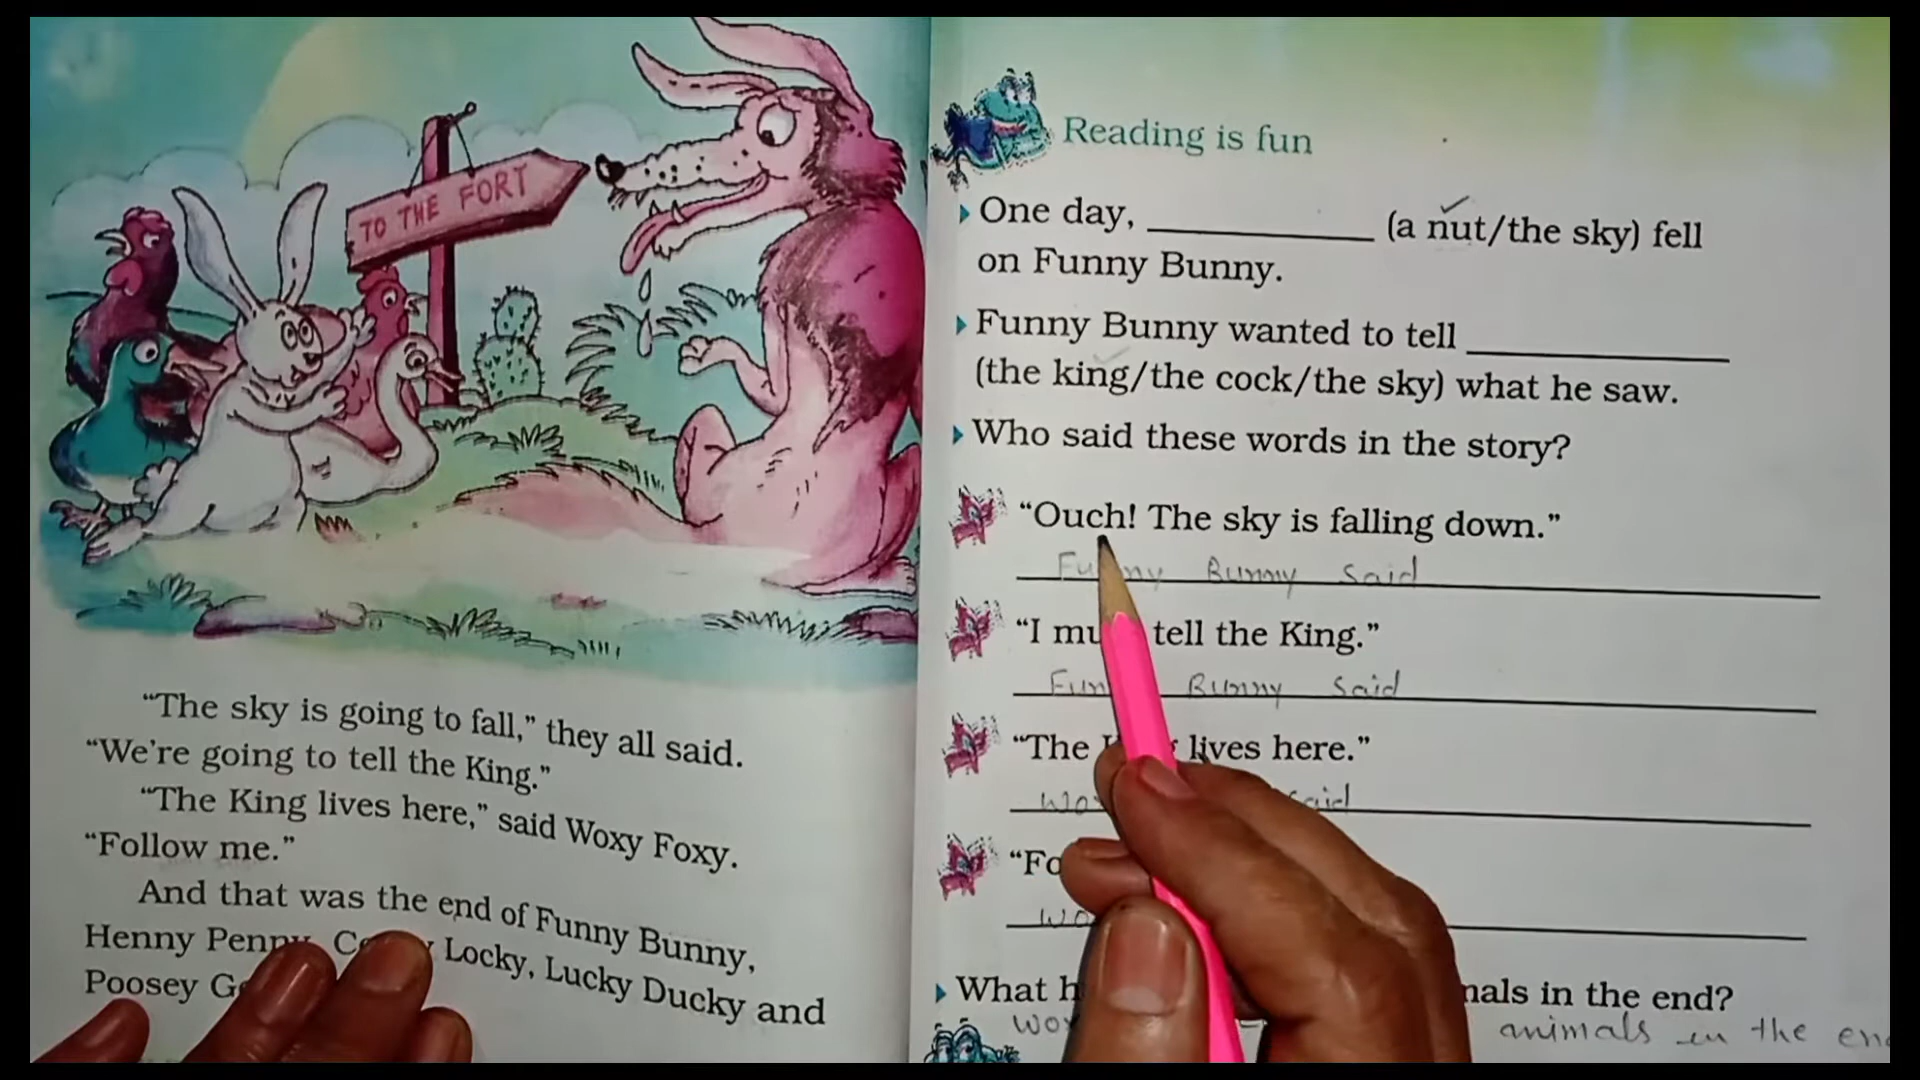 TO THE FORT
"The sky is going to fall," they all said.
"We're going to tell the King."
"The King lives here," said Woxy Foxy.
"Follow me."
And that was the end of Funny Bunny,
Henny Penny, Locky, Lucky Ducky and
Poosey
Reading is fun
One day, __________ (a nut/the sky) fell
on Funny Bunny.
Funny Bunny wanted to tell __________
(the king/the cock/the sky) what he saw.
Who said these words in the story?
"Ouch! The sky is falling down."
Funny Bunny Said
"I tell the King."
Bunny Said
"The lives here."
said
What in the end?
animals in the